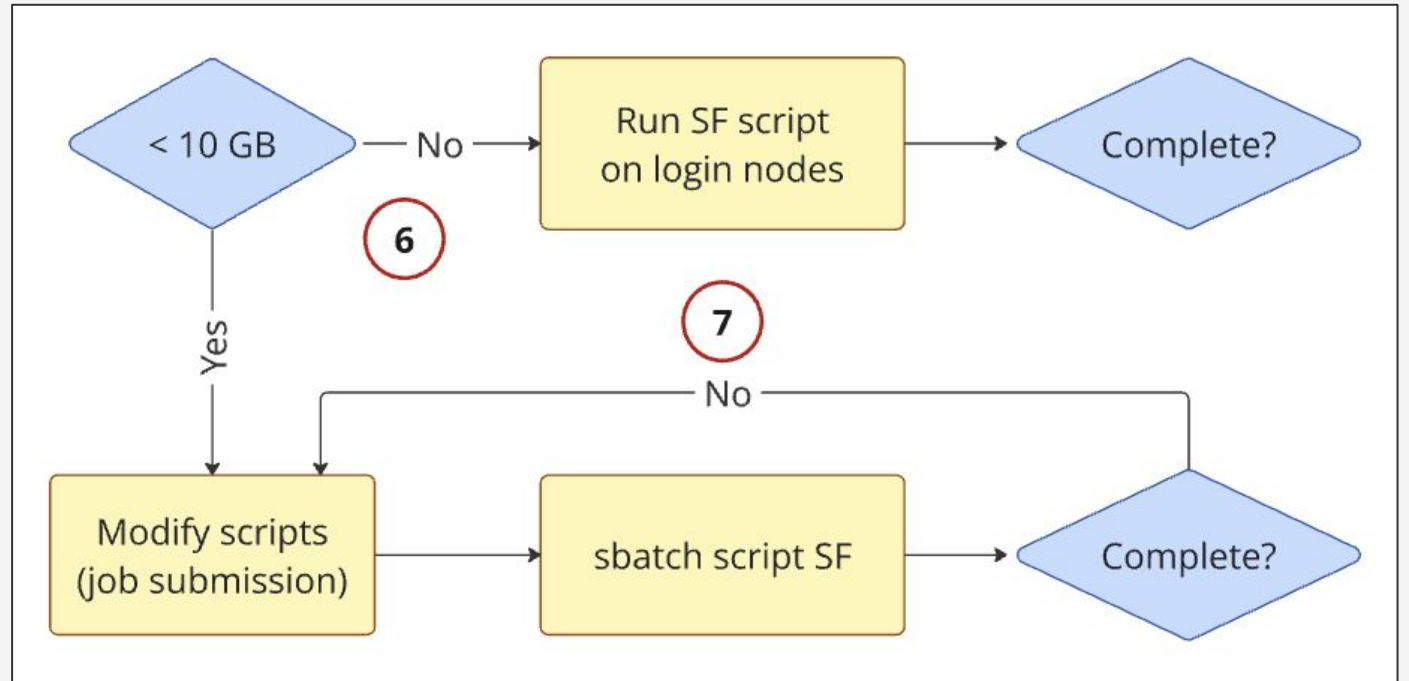 < 10 GB
No
Run SF script
on login nodes
Complete?
6
7
Yes
No
Modify scripts
(job submission)
sbatch script SF
Complete?